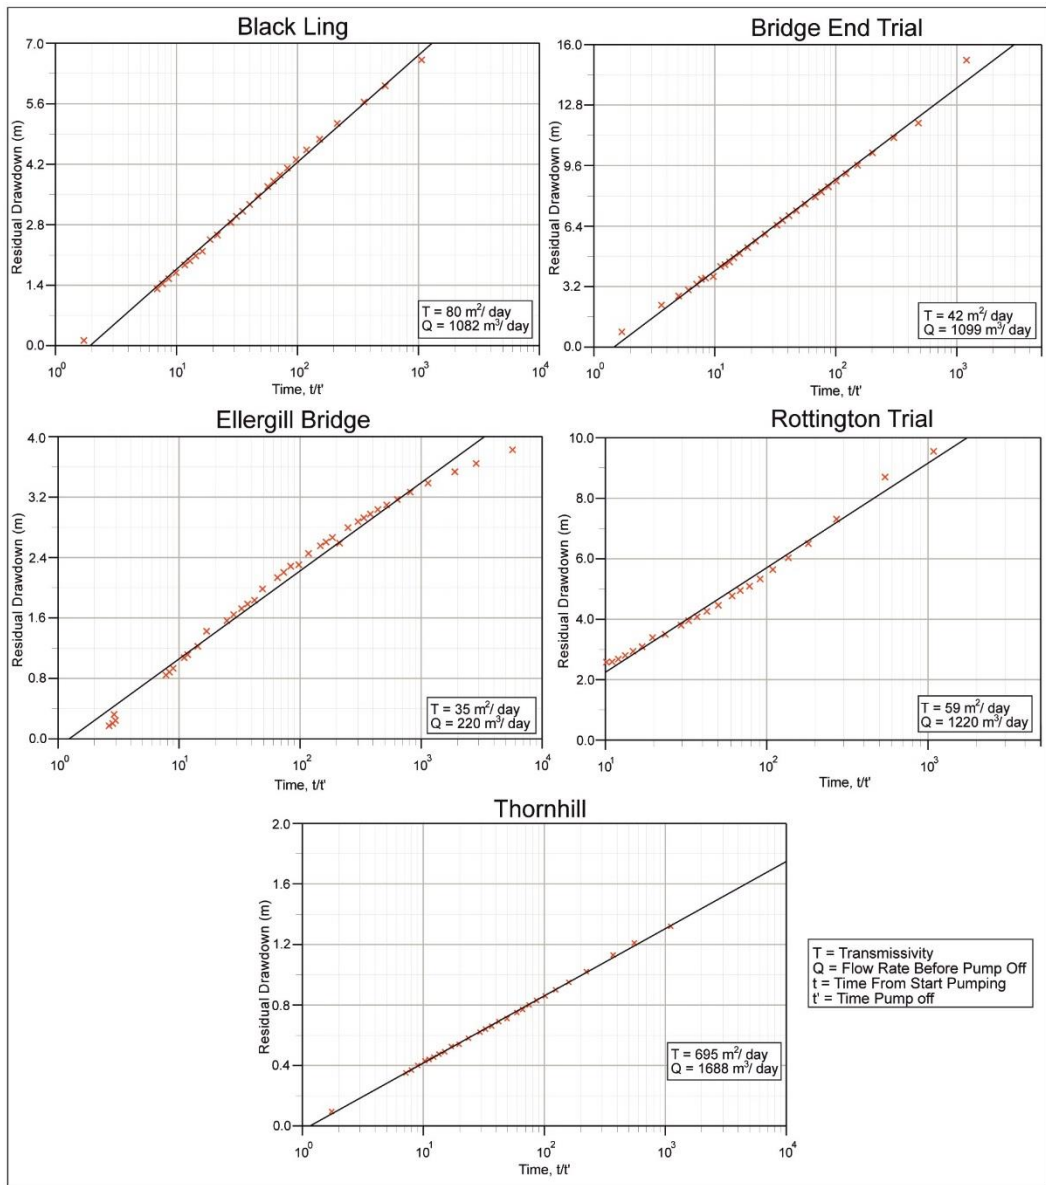 Black Ling
7.0
5.6
4.2
2.8
1.4
0.0
Residual Drawdown (m)
T = 80 m²/ day
Q = 1082 m³/ day
10⁰ 10¹ 10² 10³ 10⁴
Time, t/t'
Bridge End Trial
16.0
12.8
9.6
6.4
3.2
0.0
Residual Drawdown (m)
T = 42 m²/ day
Q = 1099 m³/ day
10⁰ 10¹ 10² 10³
Time, t/t'
Ellergill Bridge
4.0
3.2
2.4
1.6
0.8
0.0
Residual Drawdown (m)
T = 35 m²/ day
Q = 220 m³/ day
10⁰ 10¹ 10² 10³ 10⁴
Time, t/t'
Rottington Trial
10.0
8.0
6.0
4.0
2.0
0.0
Residual Drawdown (m)
T = 59 m²/ day
Q = 1220 m³/ day
10¹ 10² 10³
Time, t/t'
Thornhill
2.0
1.6
1.2
0.8
0.4
0.0
Residual Drawdown (m)
T = 695 m²/ day
Q = 1688 m³/ day
10⁰ 10¹ 10² 10³ 10⁴
Time, t/t'
T = Transmissivity
Q = Flow Rate Before Pump Off
t = Time From Start Pumping
t' = Time Pump off